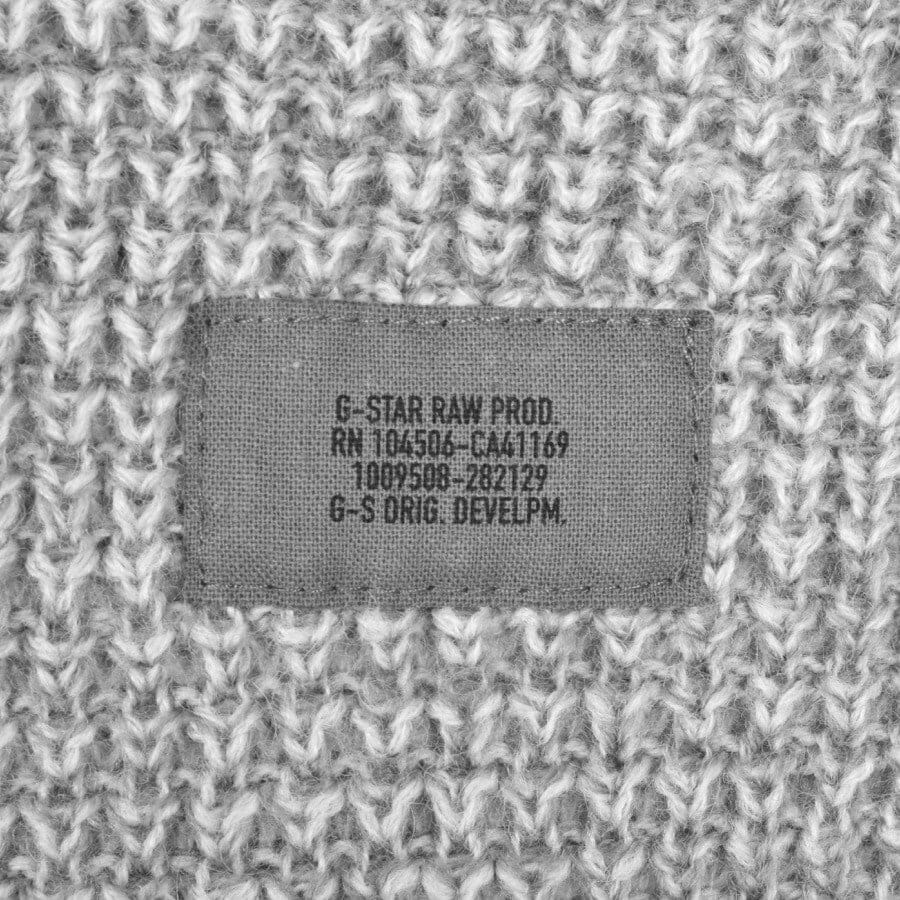 G-STAR RAW PROD.
RN 104506-CA41169
1009508-282129
G-S ORIG. DEVELPM.